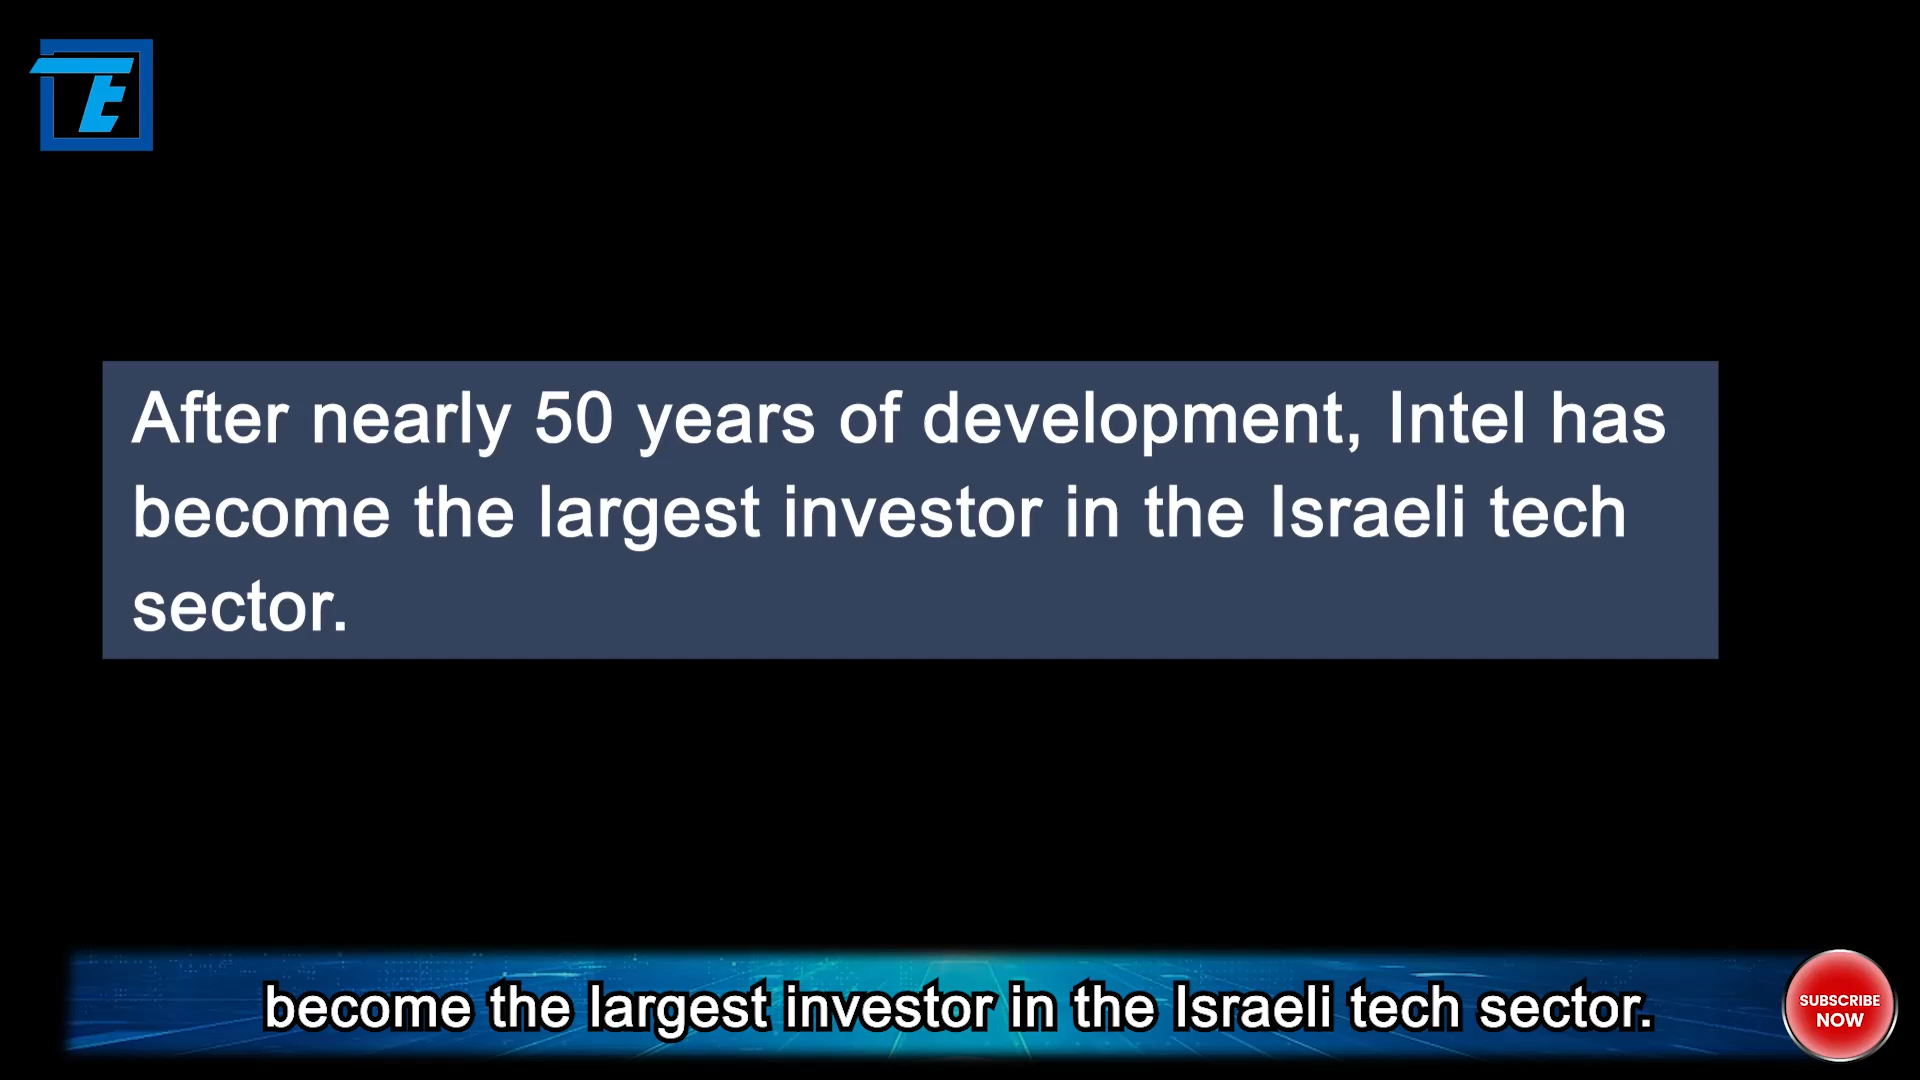 TE
After nearly 50 years of development, Intel has
become the largest investor in the Israeli tech
sector.
become the largest investor in the Israeli tech sector.
SUBSCRIBE
NOW